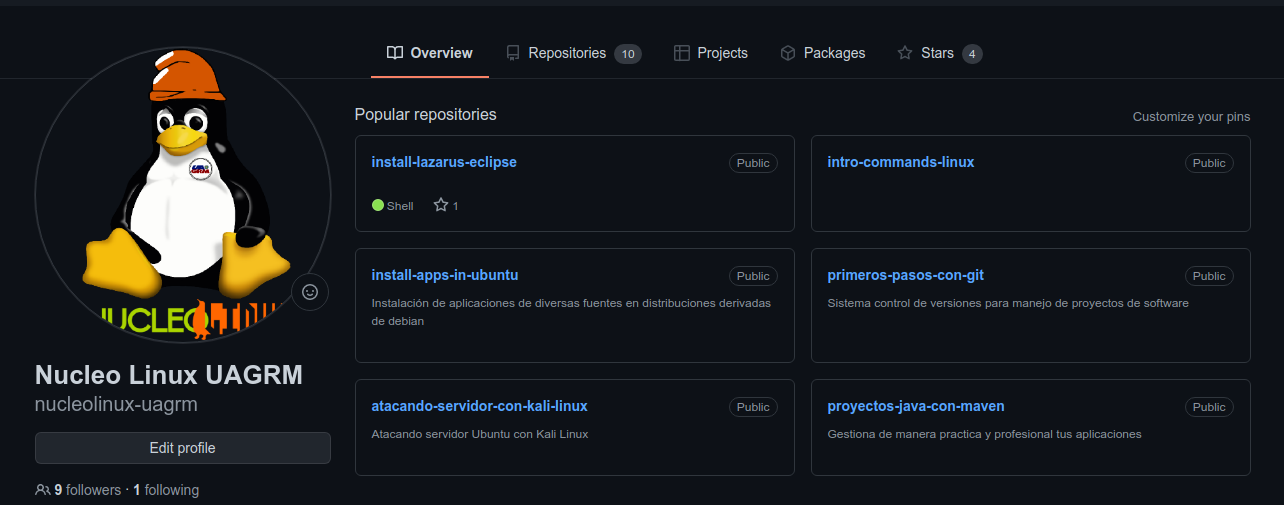 Overview Repositories 10 Projects Packages Stars 4
Popular repositories Customize your pins
install-lazarus-eclipse Public
Shell 1
intro-commands-linux Public
install-apps-in-ubuntu Public
Instalación de aplicaciones de diversas fuentes en distribuciones derivadas
de debian
primeros-pasos-con-git Public
Sistema control de versiones para manejo de proyectos de software
atacando-servidor-con-kali-linux Public
Atacando servidor Ubuntu con Kali Linux
proyectos-java-con-maven Public
Gestiona de manera practica y profesional tus aplicaciones
Nucleo Linux UAGRM
nucleolinux-uagrm
Edit profile
9 followers · 1 following